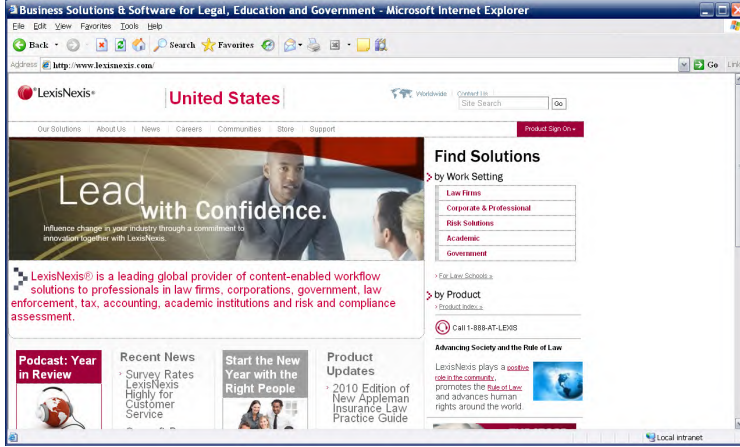 Business Solutions & Software for Legal, Education and Government - Microsoft Internet Explorer
File Edit View Favorites Tools Help
Back Search Favorites
Address http://www.lexisnexis.com/ Go Link
LexisNexis®
United States
Worldwide Contact Us
Site Search Go
Our Solutions About Us News Careers Communities Store Support
Product Sign On »
Lead
with Confidence.
Influence change in your industry through a commitment to
innovation together with LexisNexis.
LexisNexis® is a leading global provider of content-enabled workflow
solutions to professionals in law firms, corporations, government, law
enforcement, tax, accounting, academic institutions and risk and compliance
assessment.
Podcast: Year
in Review
Recent News
Survey Rates
LexisNexis
Highly for
Customer
Service
Start the New
Year with the
Right People
Product
Updates
2010 Edition of
New Appleman
Insurance Law
Practice Guide
Find Solutions
by Work Setting
Law Firms
Corporate & Professional
Risk Solutions
Academic
Government
For Law Schools »
by Product
Product Index »
Call 1-888-AT-LEXIS
Advancing Society and the Rule of Law
LexisNexis plays a positive
role in the community,
promotes the Rule of Law
and advances human
rights around the world.
Local intranet